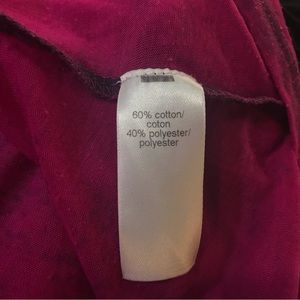 60% cotton/
coton
40% polyester/
polyester